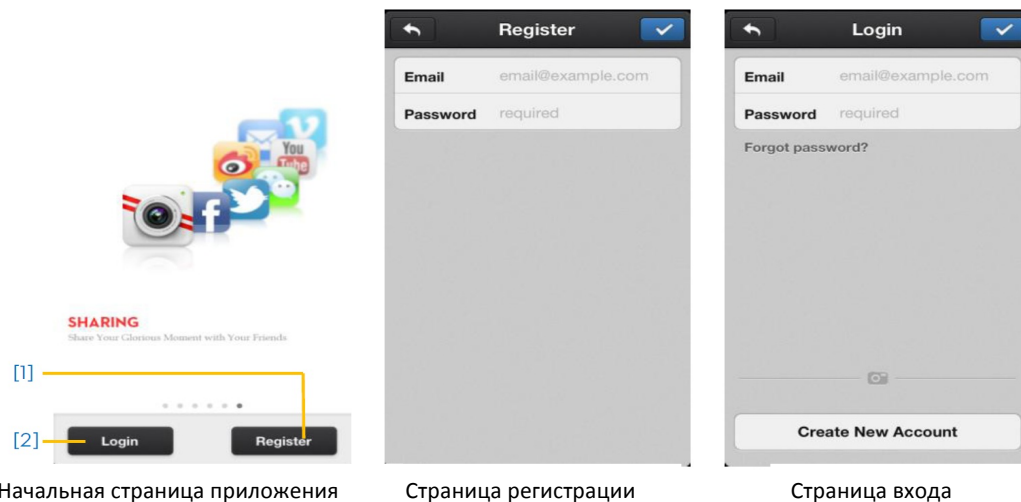 You
Tube
f
SHARING
Share Your Glorious Moment with Your Friends
[1]
[2]
Login
Register
Register
Email email@example.com
Password required
Login
Email email@example.com
Password required
Forgot password?
Create New Account
Начальная страница приложения
Страница регистрации
Страница входа